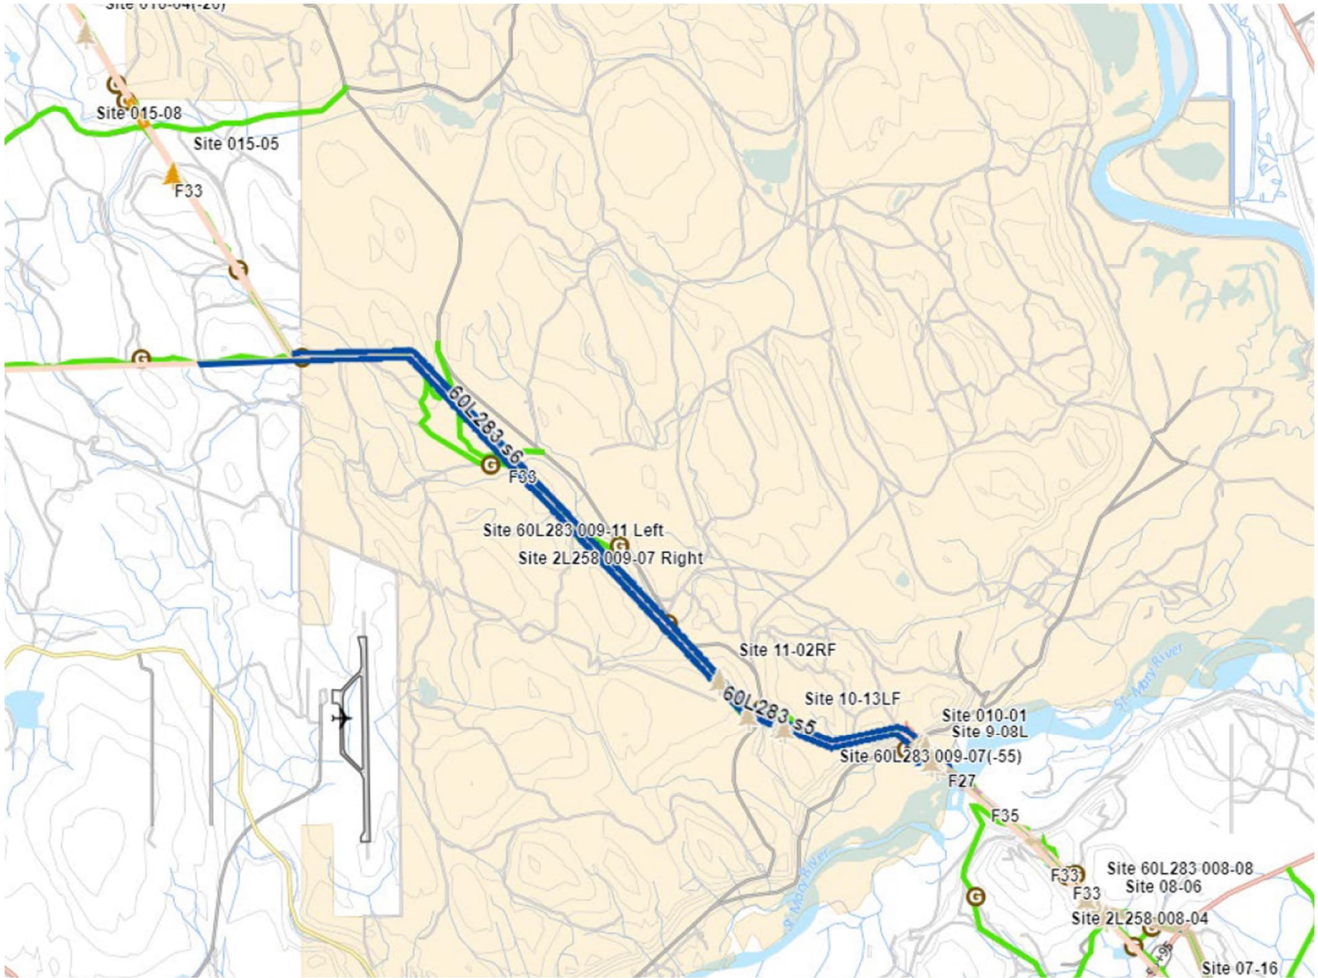 Site 015-08
Site 015-05
F33
60L283 s6
F33
Site 60L283 009-11 Left
Site 2L258 009-07 Right
Site 11-02RF
60L283 s5
Site 10-13LF
Site 010-01
Site 9-08L
Site 60L283 009-07(-55)
St. Mary River
F27
F35
F33
F33
Site 60L283 008-08
Site 08-06
Site 2L258 008-04
St. Mary River
Site 07-16
G
G
G
G
G
G
G